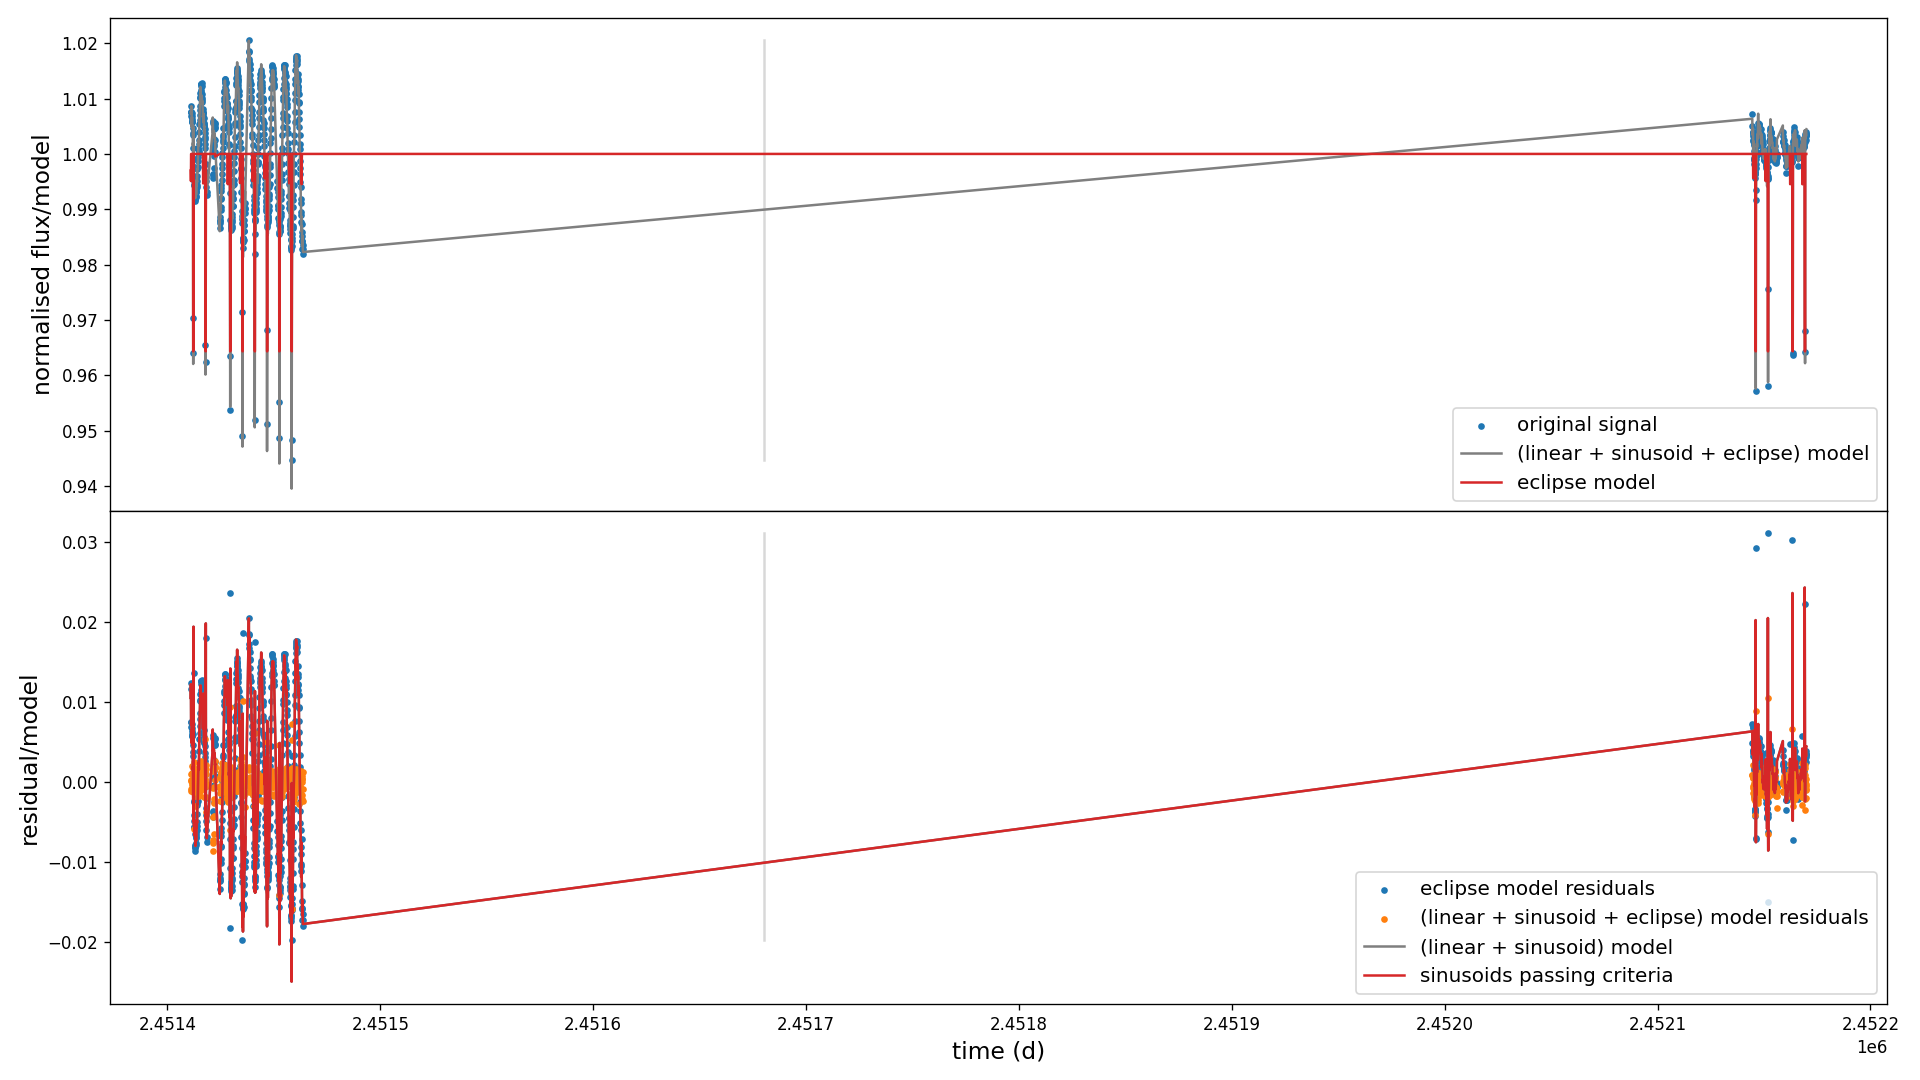 1.02
1.01
1.00
0.99
0.98
0.97
0.96
0.95
0.94
normalised flux/model
original signal
(linear + sinusoid + eclipse) model
eclipse model
0.03
0.02
0.01
0.00
−0.01
−0.02
residual/model
eclipse model residuals
(linear + sinusoid + eclipse) model residuals
(linear + sinusoid) model
sinusoids passing criteria
2.4514 2.4515 2.4516 2.4517 2.4518 2.4519 2.4520 2.4521 2.4522
1e6
time (d)